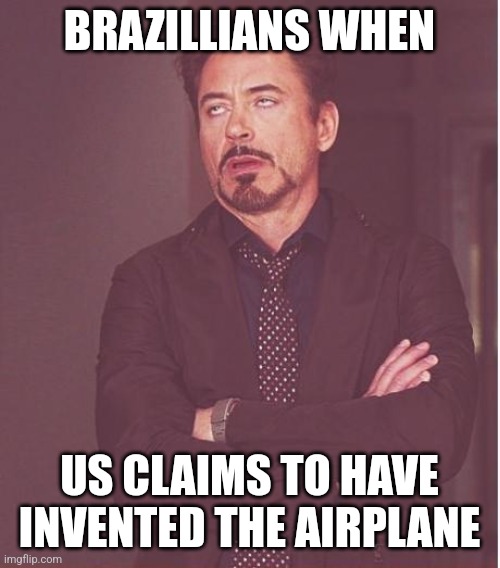 BRAZILLIANS WHEN
US CLAIMS TO HAVE
INVENTED THE AIRPLANE
imgflip.com